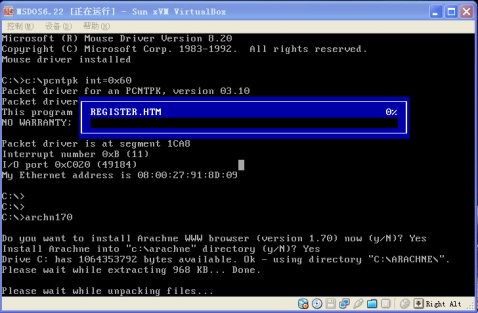 MSDOS6.22 [正在运行] - Sun xVM VirtualBox
控制(M) 设备(D) 帮助(H)
Microsoft (R) Mouse Driver Version 8.20
Copyright (C) Microsoft Corp. 1983-1992.  All rights reserved.
Mouse driver installed
C:\>c:\pcntpk int=0x60
Packet driver for an PCNTPK, version 03.10
Packet driver
This program
NO WARRANTY;
REGISTER.HTM 0%
Packet driver is at segment 1CA8
Interrupt number 0xB (11)
I/O port 0xC020 (49184)
My Ethernet address is 08:00:27:91:8D:09
C:\>
C:\>
C:\>archn170
Do you want to install Arachne WWW browser (version 1.70) now (y/N)? Yes
Install Arachne into "c:\arachne" directory (y/N)? Yes
Drive C: has 1064353792 bytes available. Ok - using directory "C:\ARACHNE\".
Please wait while extracting 968 KB... Done.
Please wait while unpacking files...
Right Alt